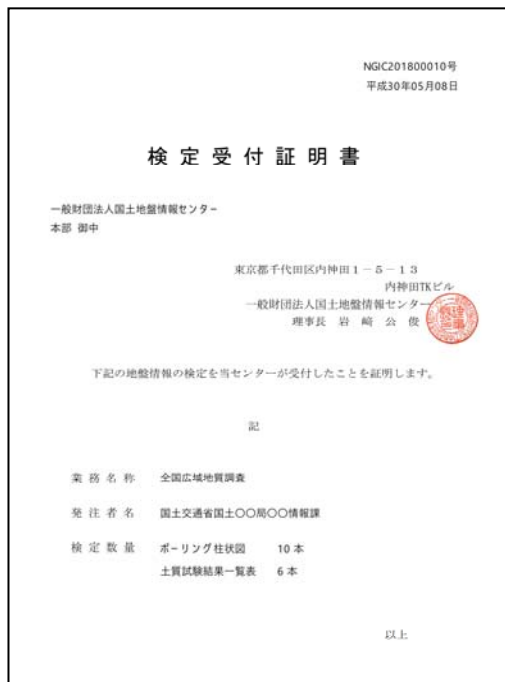 NGIC201800010号
平成30年05月08日
検定受付証明書
一般財団法人国土地盤情報センター
本部 御中
東京都千代田区内神田1-5-13
内神田TKビル
一般財団法人国土地盤情報センター
理事長 岩崎公俊
下記の地盤情報の検定を当センターが受付したことを証明します。
記
業務名称 全国広域地質調査
発注者名 国土交通省国土〇〇局〇〇情報課
検定数量 ボーリング柱状図 10本
土質試験結果一覧表 6本
以上